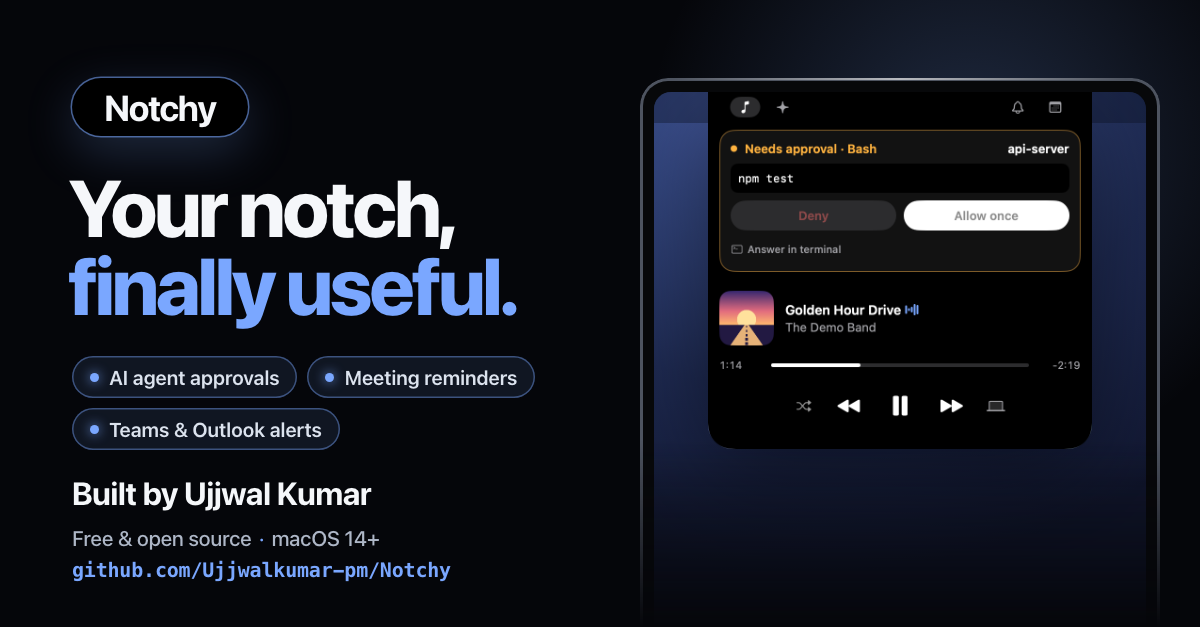 Notchy
Your notch,
finally useful.
AI agent approvals
Meeting reminders
Teams & Outlook alerts
Built by Ujjwal Kumar
Free & open source · macOS 14+
github.com/Ujjwalkumar-pm/Notchy
Needs approval · Bash
api-server
npm test
Deny
Allow once
Answer in terminal
Golden Hour Drive
The Demo Band
1:14
-2:19